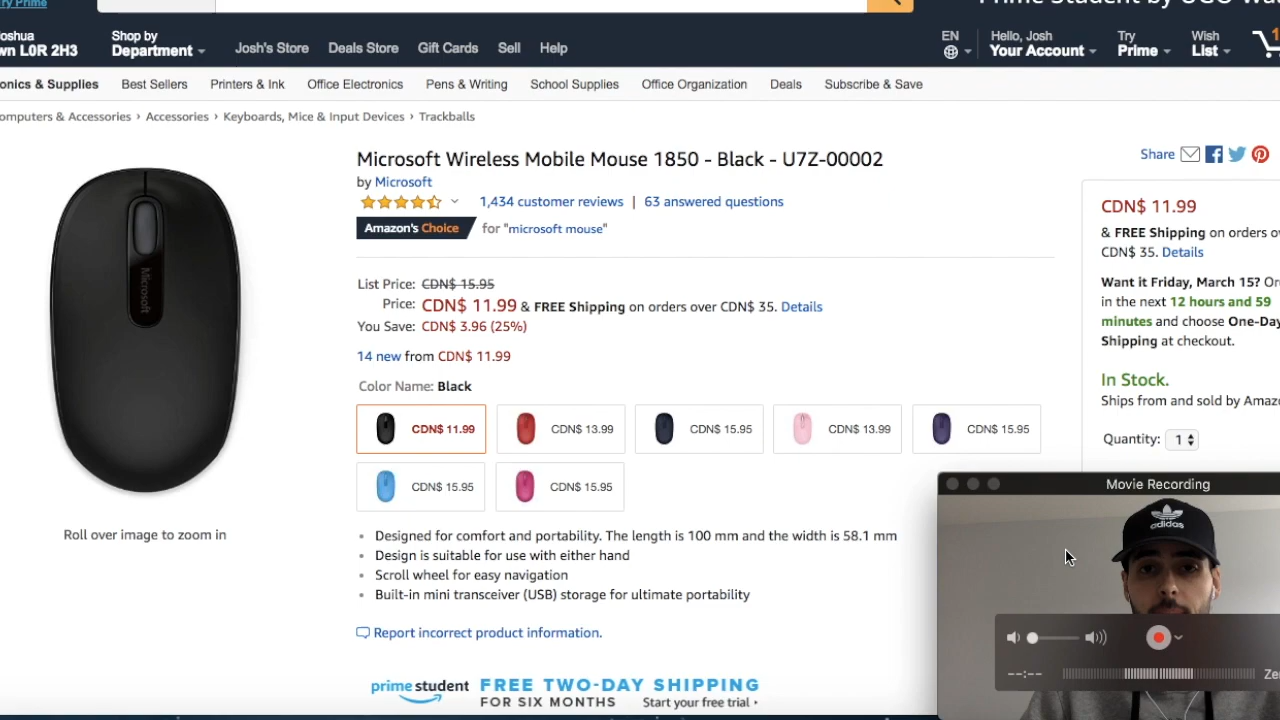 Try Prime
Prime Student by
oshua
wn L0R 2H3
Shop by
Department
Josh's Store
Deals Store
Gift Cards
Sell
Help
EN
Hello, Josh
Your Account
Try
Prime
Wish
List
onics & Supplies
Best Sellers
Printers & Ink
Office Electronics
Pens & Writing
School Supplies
Office Organization
Deals
Subscribe & Save
omputers & Accessories › Accessories › Keyboards, Mice & Input Devices › Trackballs
Microsoft Wireless Mobile Mouse 1850 - Black - U7Z-00002
by Microsoft
1,434 customer reviews | 63 answered questions
Amazon's Choice for "microsoft mouse"
List Price: CDN$ 15.95
Price: CDN$ 11.99 & FREE Shipping on orders over CDN$ 35. Details
You Save: CDN$ 3.96 (25%)
14 new from CDN$ 11.99
Color Name: Black
CDN$ 11.99
CDN$ 13.99
CDN$ 15.95
CDN$ 13.99
CDN$ 15.95
CDN$ 15.95
CDN$ 15.95
Designed for comfort and portability. The length is 100 mm and the width is 58.1 mm
Design is suitable for use with either hand
Scroll wheel for easy navigation
Built-in mini transceiver (USB) storage for ultimate portability
Report incorrect product information.
prime student FREE TWO-DAY SHIPPING
FOR SIX MONTHS Start your free trial ›
Microsoft
Roll over image to zoom in
Share
CDN$ 11.99
& FREE Shipping on orders ov
CDN$ 35. Details
Want it Friday, March 15? Or
in the next 12 hours and 59
minutes and choose One-Day
Shipping at checkout.
In Stock.
Ships from and sold by Amazo
Quantity: 1
Movie Recording
adidas
--:--
Ze